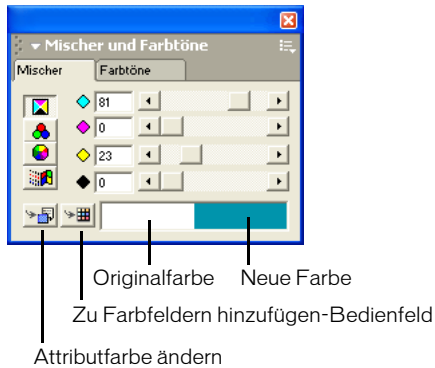 Mischer und Farbtöne
Mischer Farbtöne
81
0
23
0
Originalfarbe Neue Farbe
Zu Farbfeldern hinzufügen-Bedienfeld
Attributfarbe ändern